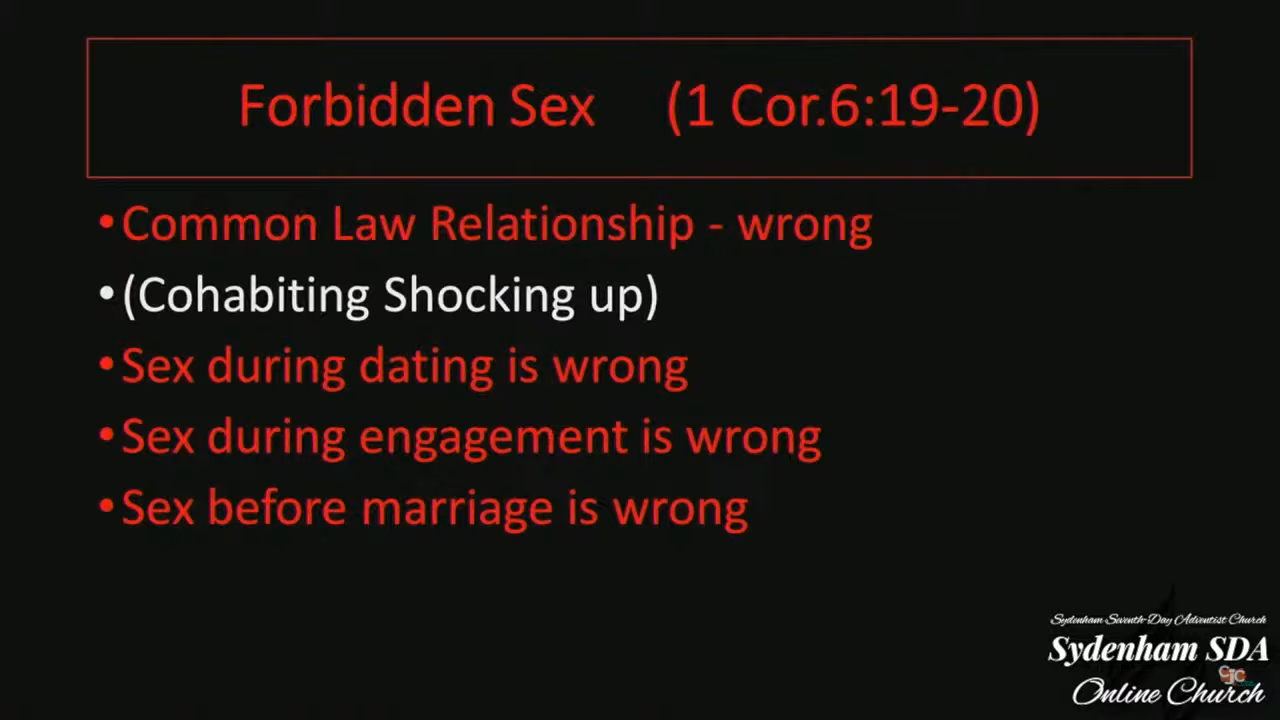 Forbidden Sex (1 Cor.6:19-20)
•Common Law Relationship - wrong
•(Cohabiting Shocking up)
•Sex during dating is wrong
•Sex during engagement is wrong
•Sex before marriage is wrong
Sydenham Seventh-Day Adventist Church
Sydenham SDA
Online Church